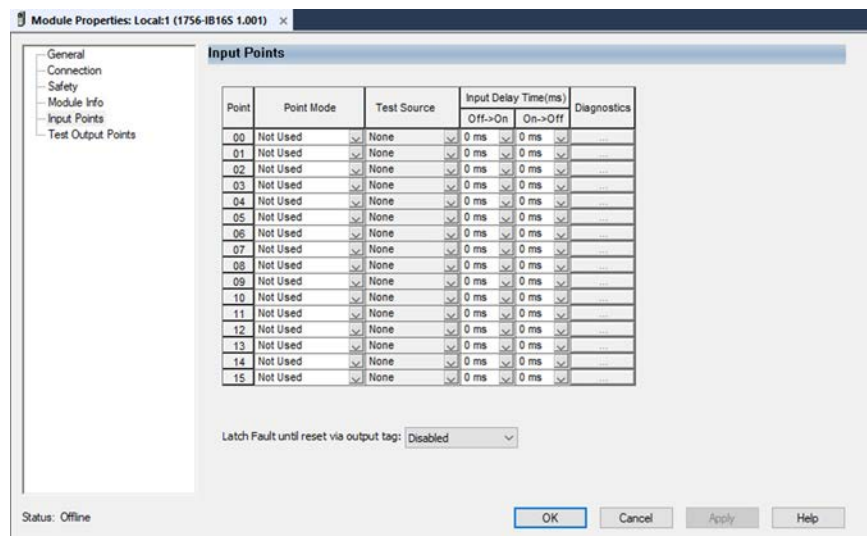 Module Properties: Local:1 (1756-IB16S 1.001) ×
General
Connection
Safety
Module Info
Input Points
Test Output Points
Input Points
Point Point Mode Test Source Input Delay Time(ms) Diagnostics
Off->On On->Off
00 Not Used None 0 ms 0 ms ...
01 Not Used None 0 ms 0 ms ...
02 Not Used None 0 ms 0 ms ...
03 Not Used None 0 ms 0 ms ...
04 Not Used None 0 ms 0 ms ...
05 Not Used None 0 ms 0 ms ...
06 Not Used None 0 ms 0 ms ...
07 Not Used None 0 ms 0 ms ...
08 Not Used None 0 ms 0 ms ...
09 Not Used None 0 ms 0 ms ...
10 Not Used None 0 ms 0 ms ...
11 Not Used None 0 ms 0 ms ...
12 Not Used None 0 ms 0 ms ...
13 Not Used None 0 ms 0 ms ...
14 Not Used None 0 ms 0 ms ...
15 Not Used None 0 ms 0 ms ...
Latch Fault until reset via output tag: Disabled
Status: Offline
OK Cancel Apply Help